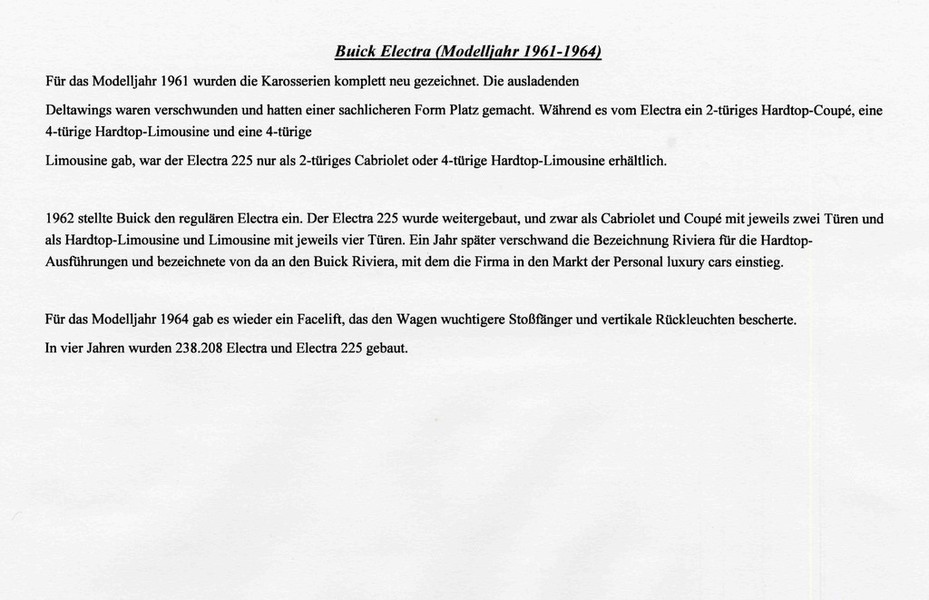 Buick Electra (Modelljahr 1961-1964)
Für das Modelljahr 1961 wurden die Karosserien komplett neu gezeichnet. Die ausladenden
Deltawings waren verschwunden und hatten einer sachlicheren Form Platz gemacht. Während es vom Electra ein 2-türiges Hardtop-Coupé, eine
4-türige Hardtop-Limousine und eine 4-türige
Limousine gab, war der Electra 225 nur als 2-türiges Cabriolet oder 4-türige Hardtop-Limousine erhältlich.
1962 stellte Buick den regulären Electra ein. Der Electra 225 wurde weitergebaut, und zwar als Cabriolet und Coupé mit jeweils zwei Türen und
als Hardtop-Limousine und Limousine mit jeweils vier Türen. Ein Jahr später verschwand die Bezeichnung Riviera für die Hardtop-
Ausführungen und bezeichnete von da an den Buick Riviera, mit dem die Firma in den Markt der Personal luxury cars einstieg.
Für das Modelljahr 1964 gab es wieder ein Facelift, das den Wagen wuchtigere Stoßfänger und vertikale Rückleuchten bescherte.
In vier Jahren wurden 238.208 Electra und Electra 225 gebaut.